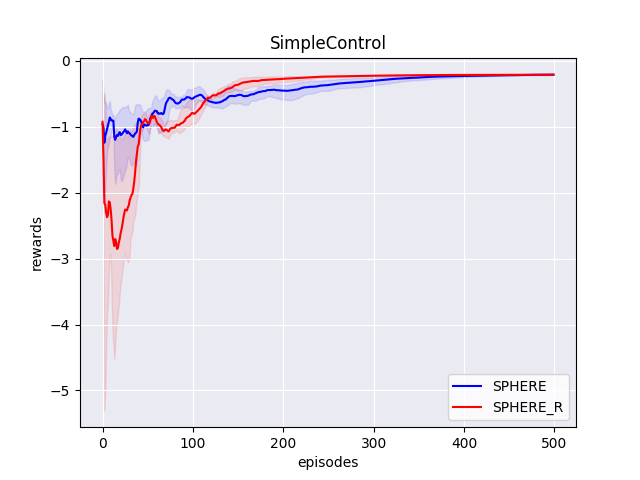 SimpleControl
rewards
0
−1
−2
−3
−4
−5
SPHERE
SPHERE_R
0 100 200 300 400 500
episodes